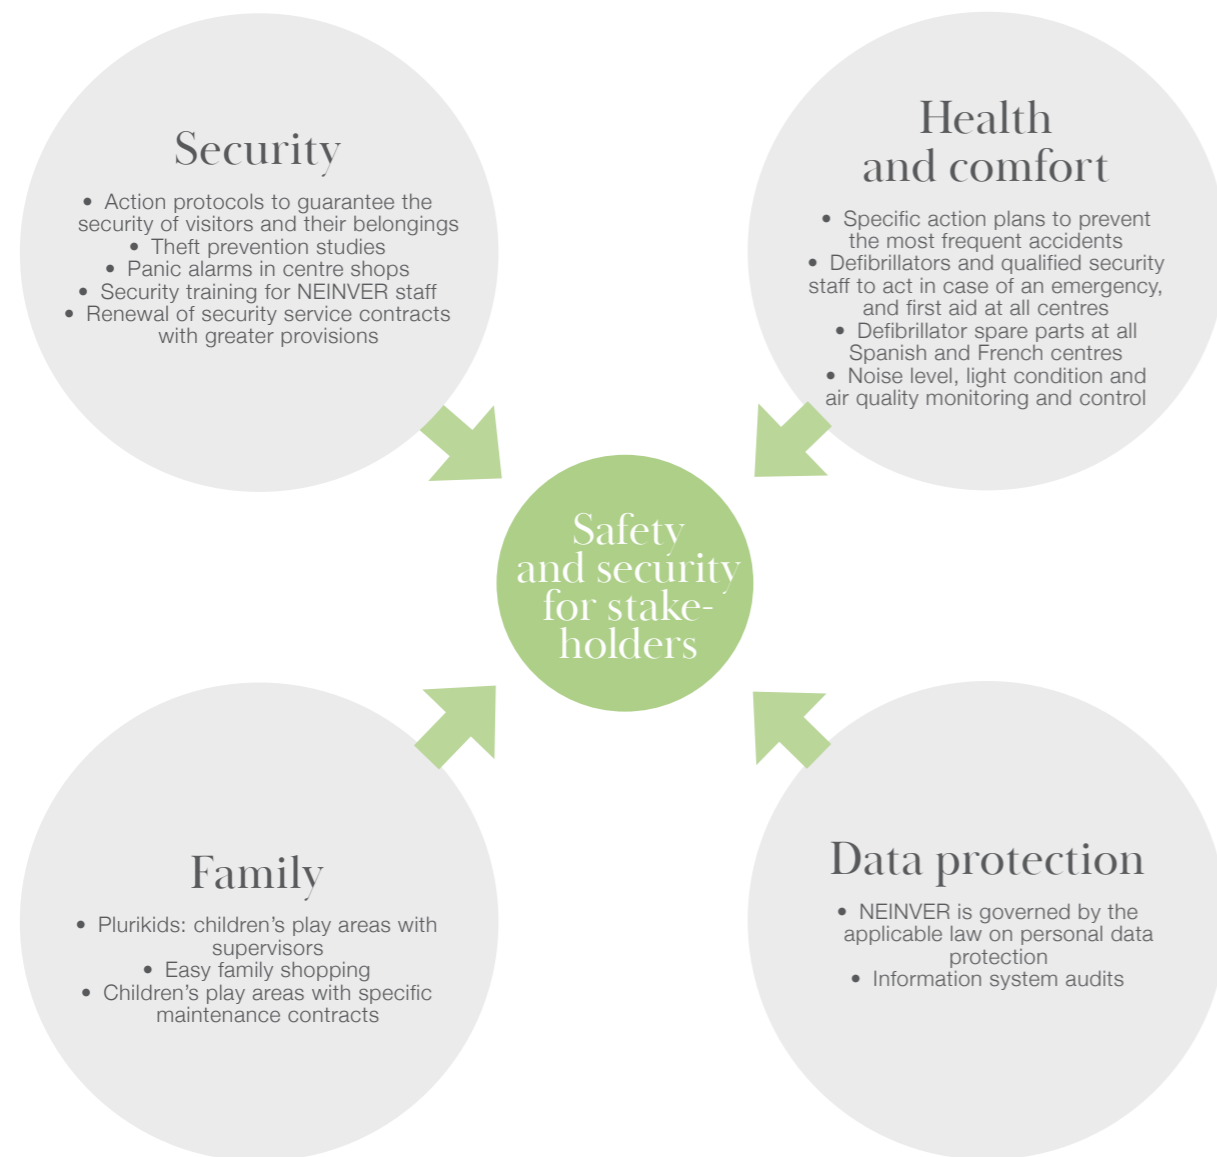 Security
• Action protocols to guarantee the
security of visitors and their belongings
• Theft prevention studies
• Panic alarms in centre shops
• Security training for NEINVER staff
• Renewal of security service contracts
with greater provisions
Health
and comfort
• Specific action plans to prevent
the most frequent accidents
• Defibrillators and qualified security
staff to act in case of an emergency,
and first aid at all centres
• Defibrillator spare parts at all
Spanish and French centres
• Noise level, light condition and
air quality monitoring and control
Safety
and security
for stake-
holders
Family
• Plurikids: children's play areas with
supervisors
• Easy family shopping
• Children's play areas with specific
maintenance contracts
Data protection
• NEINVER is governed by the
applicable law on personal data
protection
• Information system audits